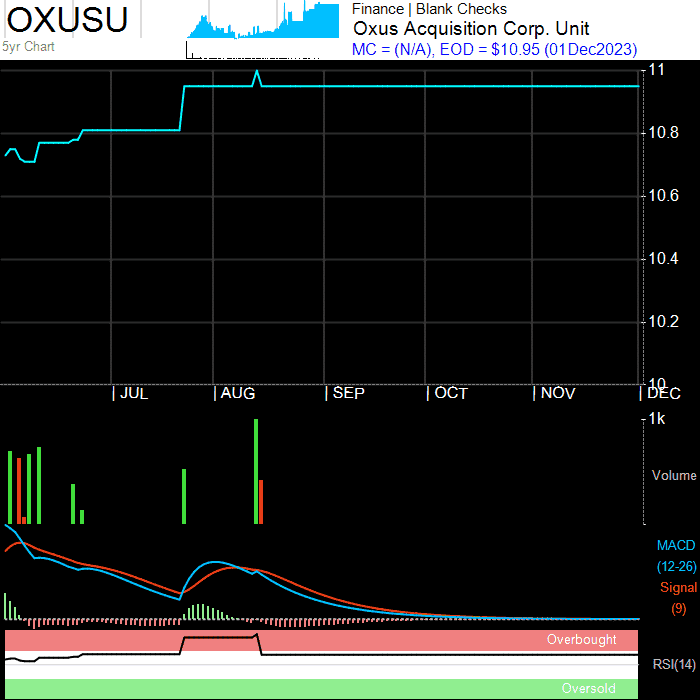 OXUSU
5yr Chart
Finance | Blank Checks
Oxus Acquisition Corp. Unit
MC = (N/A), EOD = $10.95 (01Dec2023)
11
10.8
10.6
10.4
10.2
10
JUL AUG SEP OCT NOV DEC
1k
Volume
MACD
(12-26)
Signal
(9)
Overbought
RSI(14)
Oversold